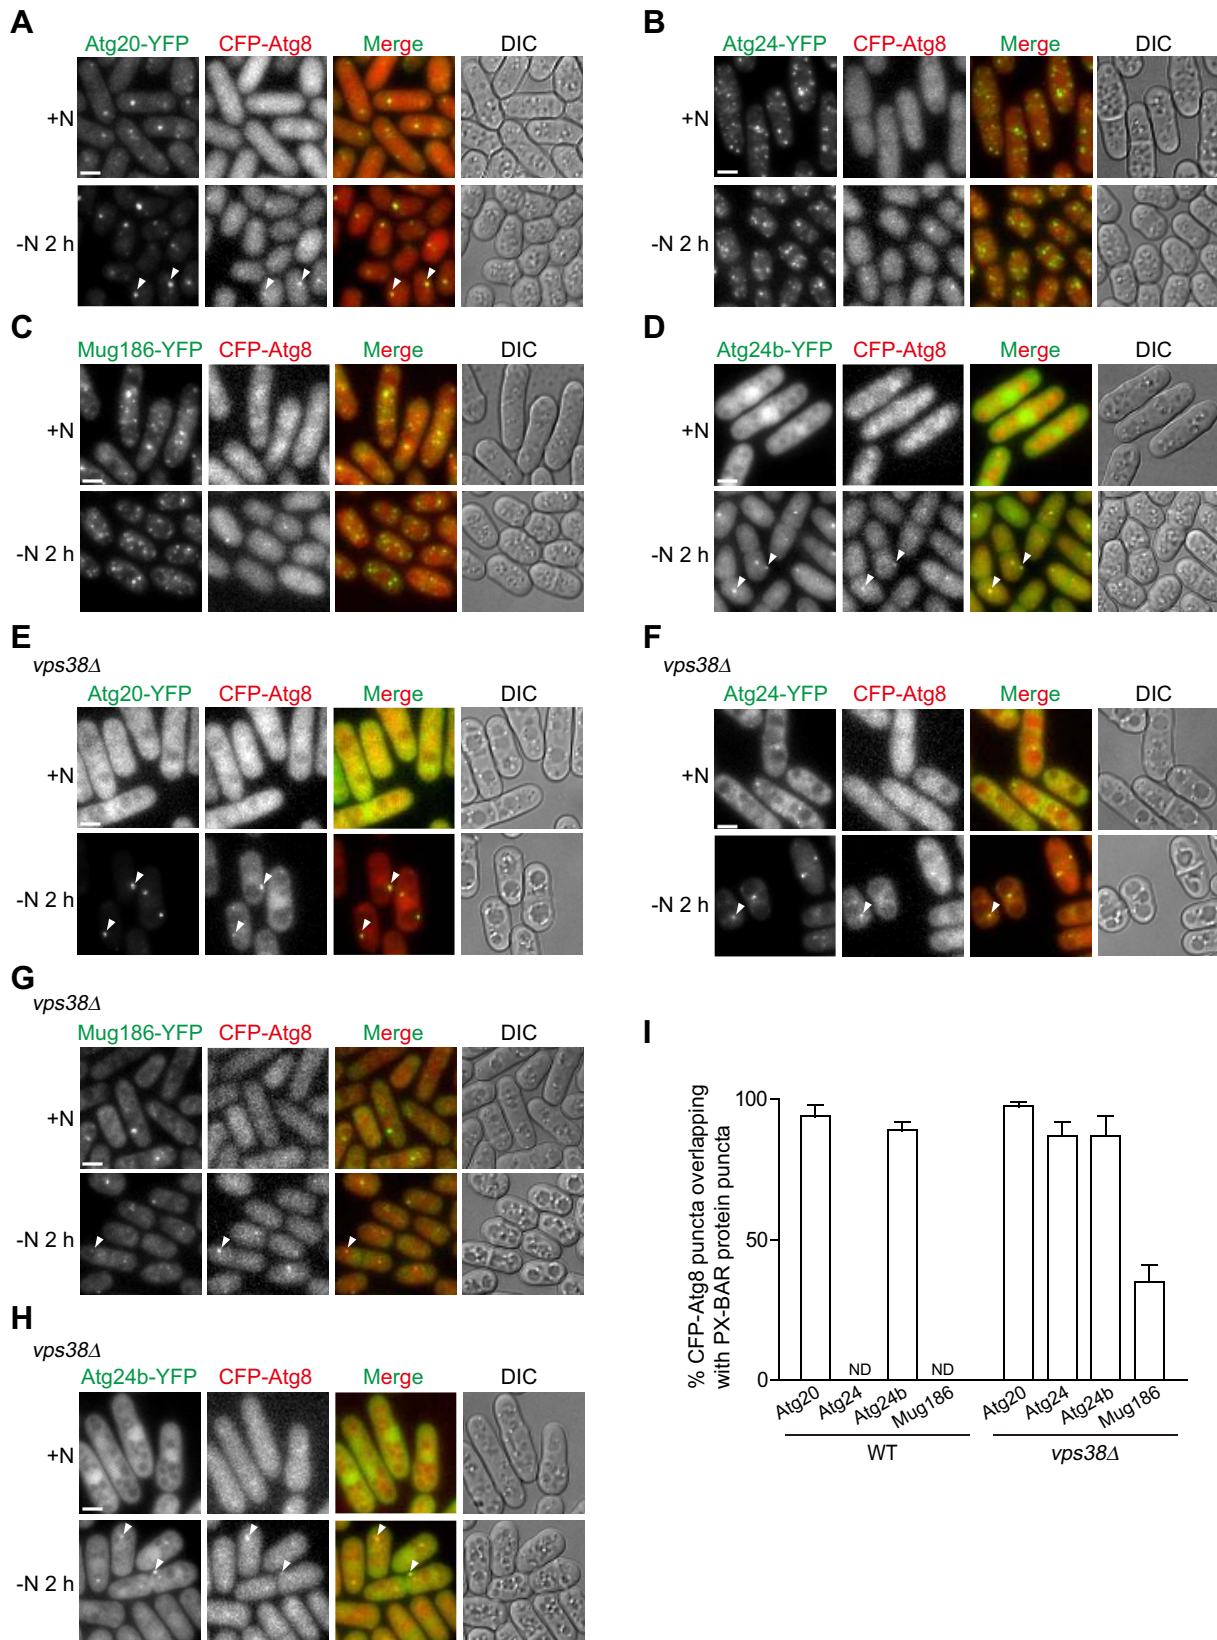 A
Atg20-YFP CFP-Atg8 Merge DIC
+N
-N 2 h
B
Atg24-YFP CFP-Atg8 Merge DIC
+N
-N 2 h
C
Mug186-YFP CFP-Atg8 Merge DIC
+N
-N 2 h
D
Atg24b-YFP CFP-Atg8 Merge DIC
+N
-N 2 h
E
vps38Δ
Atg20-YFP CFP-Atg8 Merge DIC
+N
-N 2 h
F
vps38Δ
Atg24-YFP CFP-Atg8 Merge DIC
+N
-N 2 h
G
vps38Δ
Mug186-YFP CFP-Atg8 Merge DIC
+N
-N 2 h
H
vps38Δ
Atg24b-YFP CFP-Atg8 Merge DIC
+N
-N 2 h
I
% CFP-Atg8 puncta overlapping
with PX-BAR protein puncta
100
50
0
ND ND
Atg20 Atg24 Atg24b Mug186 Atg20 Atg24 Atg24b Mug186
WT vps38Δ